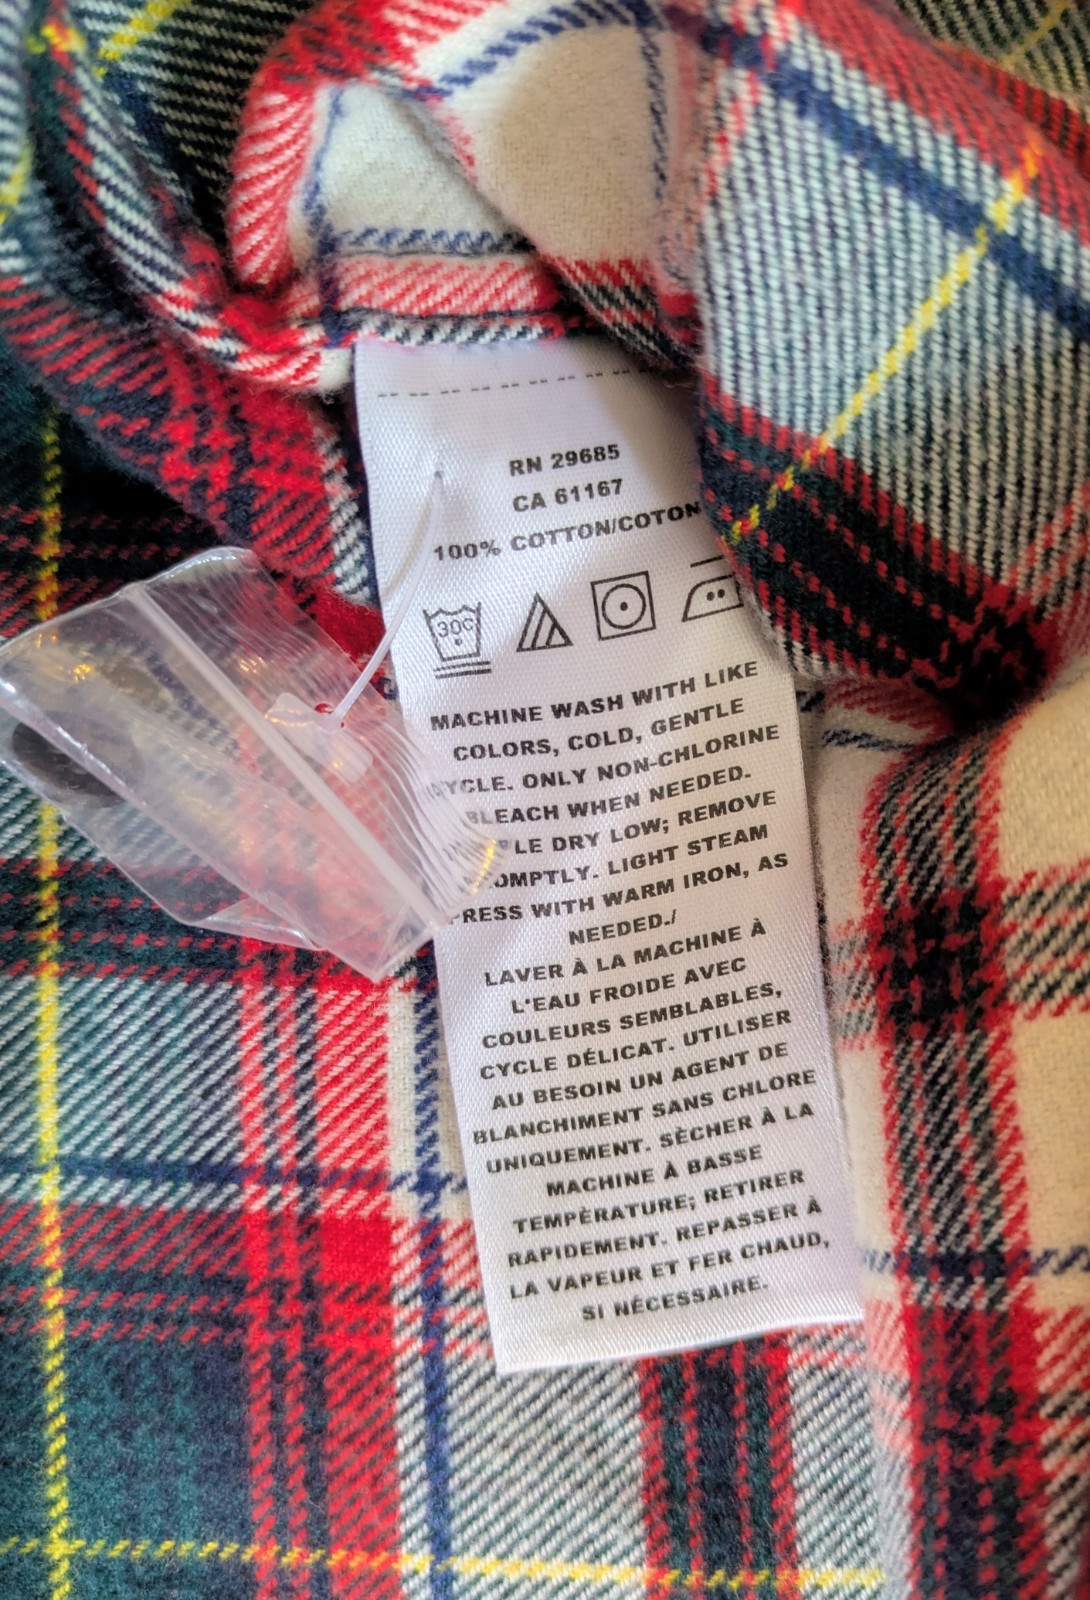 RN 29685
CA 61167
100% COTTON/COTON
30C
MACHINE WASH WITH LIKE
COLORS, COLD, GENTLE
CYCLE. ONLY NON-CHLORINE
BLEACH WHEN NEEDED.
DRY LOW; REMOVE
PROMPTLY. LIGHT STEAM
PRESS WITH WARM IRON, AS
NEEDED./
LAVER À LA MACHINE À
L'EAU FROIDE AVEC
COULEURS SEMBLABLES,
CYCLE DÉLICAT. UTILISER
AU BESOIN UN AGENT DE
BLANCHIMENT SANS CHLORE
UNIQUEMENT. SÈCHER À LA
MACHINE À BASSE
TEMPÈRATURE; RETIRER
RAPIDEMENT. REPASSER À
LA VAPEUR ET FER CHAUD,
SI NÉCESSAIRE.